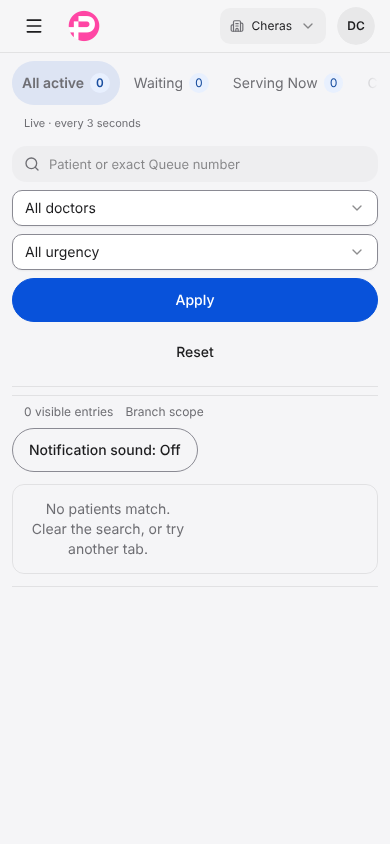 Cheras
DC
All active 0
Waiting 0
Serving Now 0
Live · every 3 seconds
Patient or exact Queue number
All doctors
All urgency
Apply
Reset
0 visible entries Branch scope
Notification sound: Off
No patients match.
Clear the search, or try
another tab.